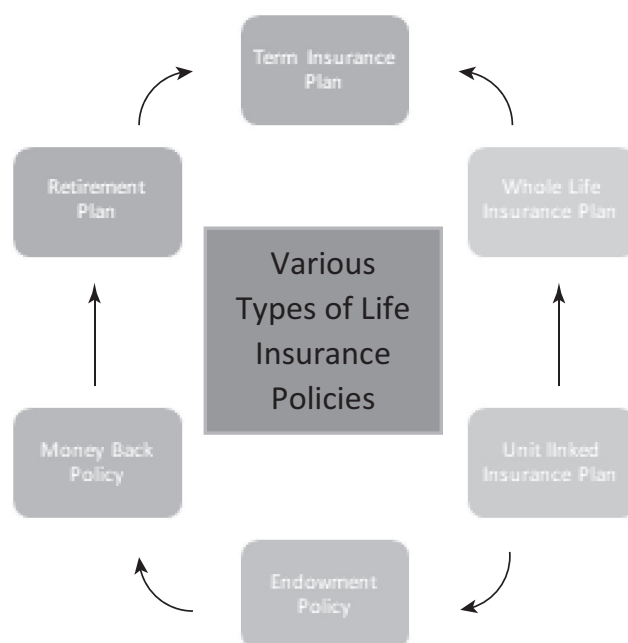 Term Insurance
Plan
Retirement
Plan
Whole Life
Insurance Plan
Various
Types of Life
Insurance
Policies
Money Back
Policy
Unit linked
Insurance Plan
Endowment
Policy